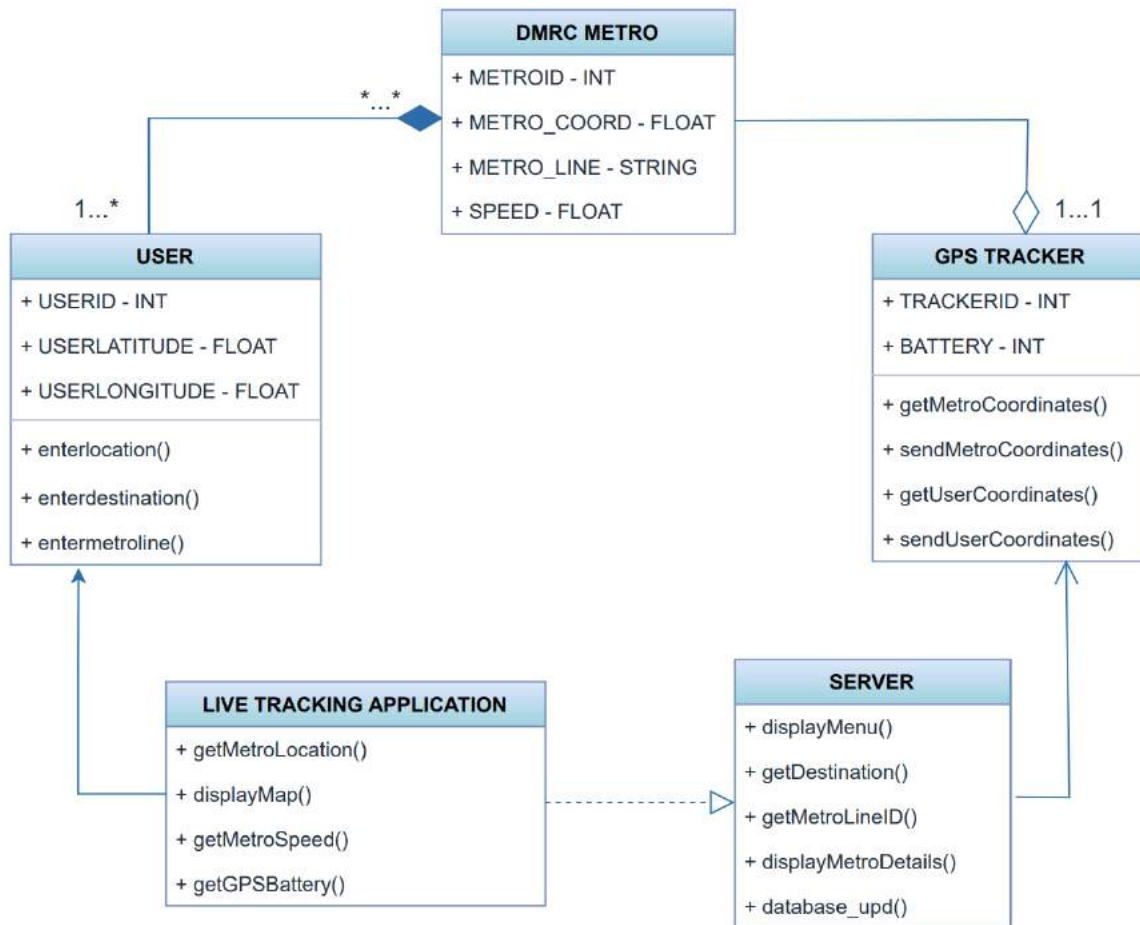 DMRC METRO
+ METROID - INT
+ METRO_COORD - FLOAT
+ METRO_LINE - STRING
+ SPEED - FLOAT
*...*
1...*
1...1
USER
+ USERID - INT
+ USERLATITUDE - FLOAT
+ USERLONGITUDE - FLOAT
+ enterlocation()
+ enterdestination()
+ entermetroline()
GPS TRACKER
+ TRACKERID - INT
+ BATTERY - INT
+ getMetroCoordinates()
+ sendMetroCoordinates()
+ getUserCoordinates()
+ sendUserCoordinates()
LIVE TRACKING APPLICATION
+ getMetroLocation()
+ displayMap()
+ getMetroSpeed()
+ getGPSBattery()
SERVER
+ displayMenu()
+ getDestination()
+ getMetroLineID()
+ displayMetroDetails()
+ database_upd()